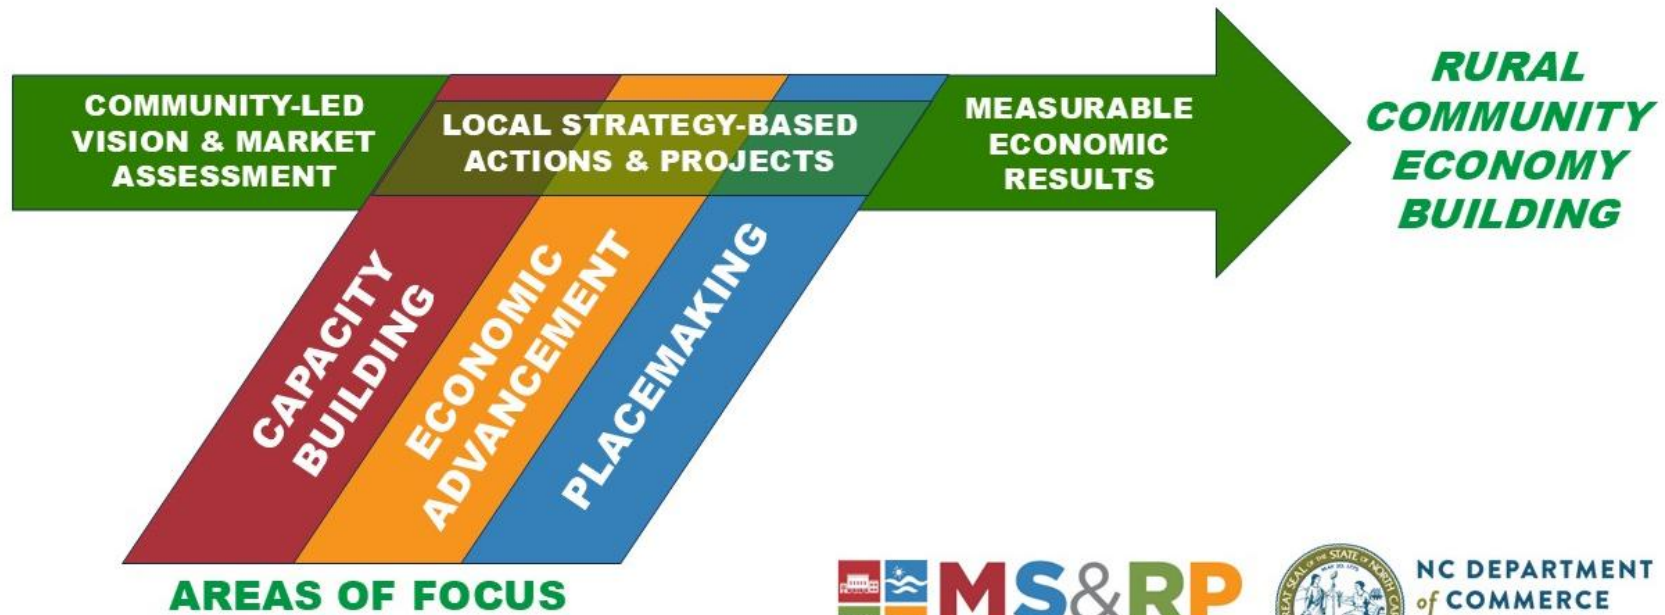 COMMUNITY-LED
VISION & MARKET
ASSESSMENT
LOCAL STRATEGY-BASED
ACTIONS & PROJECTS
MEASURABLE
ECONOMIC
RESULTS
RURAL
COMMUNITY
ECONOMY
BUILDING
CAPACITY
BUILDING
ECONOMIC
ADVANCEMENT
PLACEMAKING
AREAS OF FOCUS
MS&RP
NC DEPARTMENT
of COMMERCE